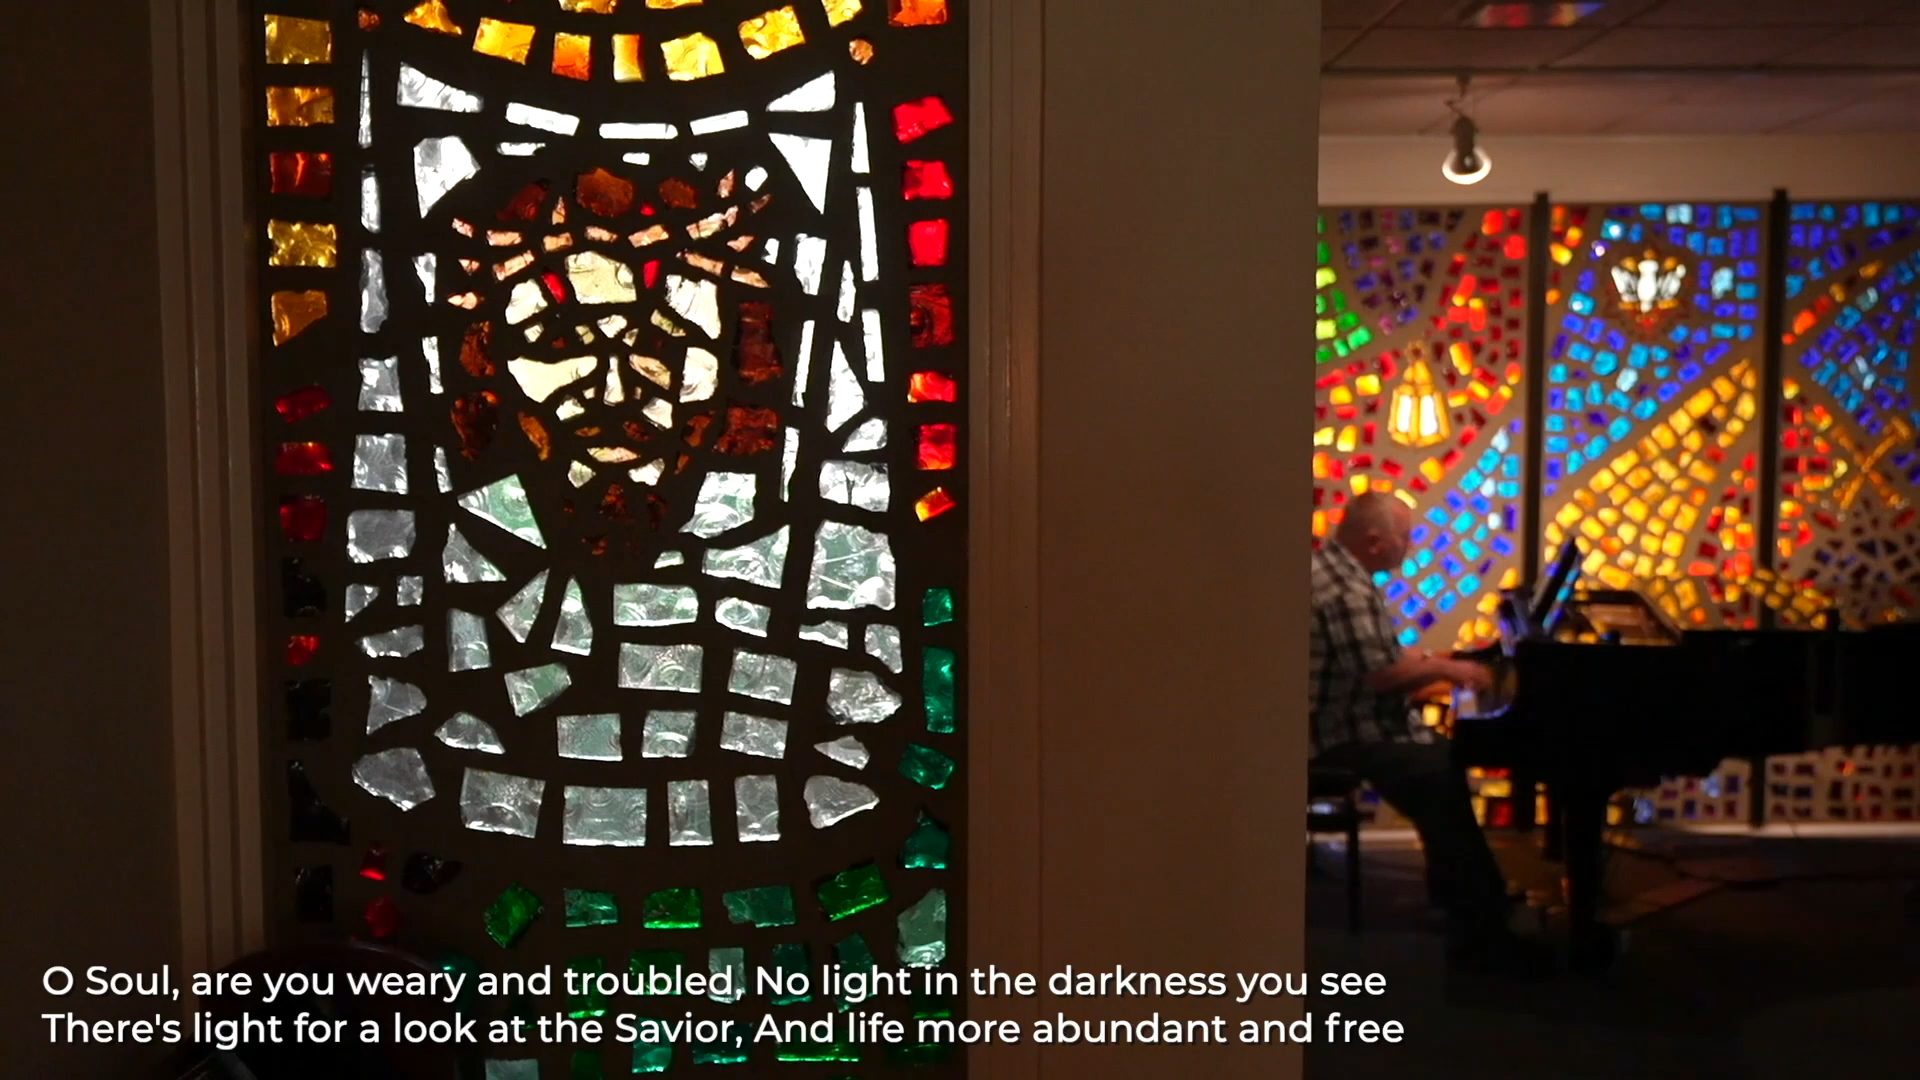 O Soul, are you weary and troubled, No light in the darkness you see
There's light for a look at the Savior, And life more abundant and free